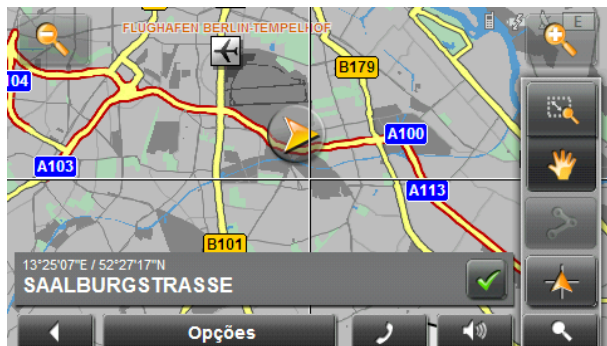 FLUGHAFEN BERLIN-TEMPELHOF
E
B179
04
A100
A103
A113
B101
13°25'07"E / 52°27'17"N
SAALBURGSTRASSE
Opções